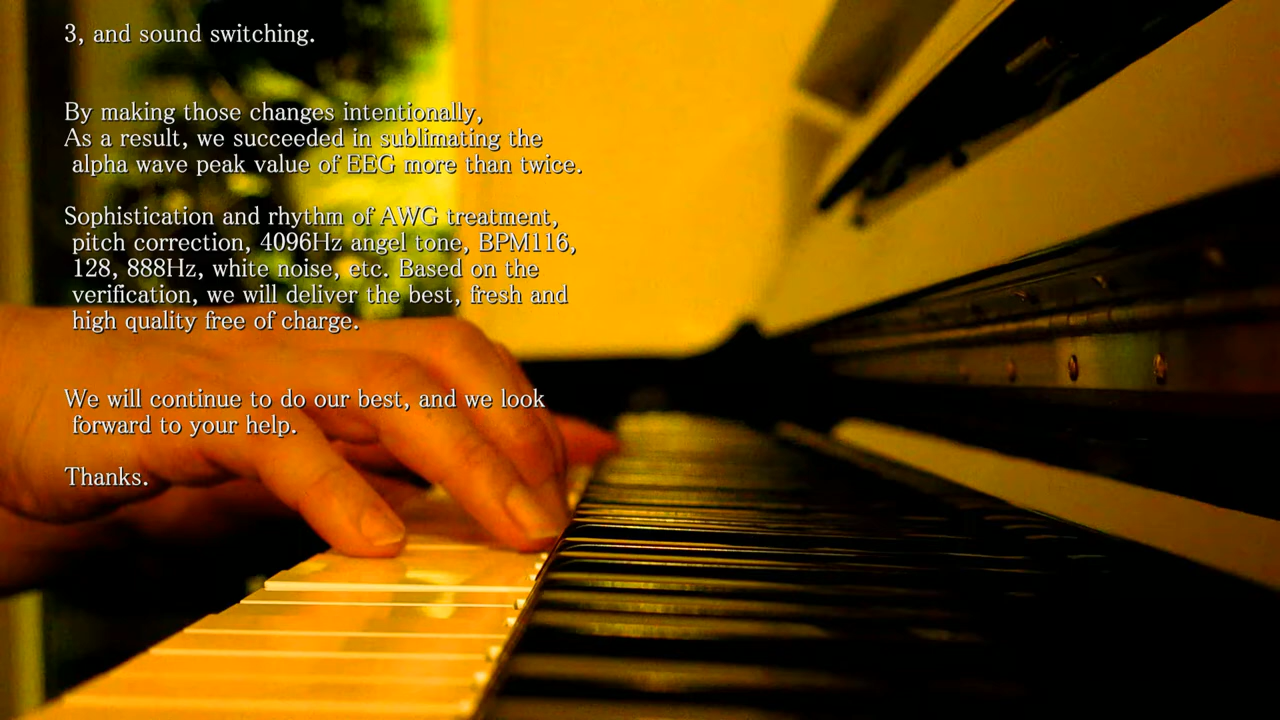 3, and sound switching.
By making those changes intentionally,
As a result, we succeeded in sublimating the
alpha wave peak value of EEG more than twice.
Sophistication and rhythm of AWG treatment,
pitch correction, 4096Hz angel tone, BPM116,
128, 888Hz, white noise, etc. Based on the
verification, we will deliver the best, fresh and
high quality free of charge.
We will continue to do our best, and we look
forward to your help.
Thanks.